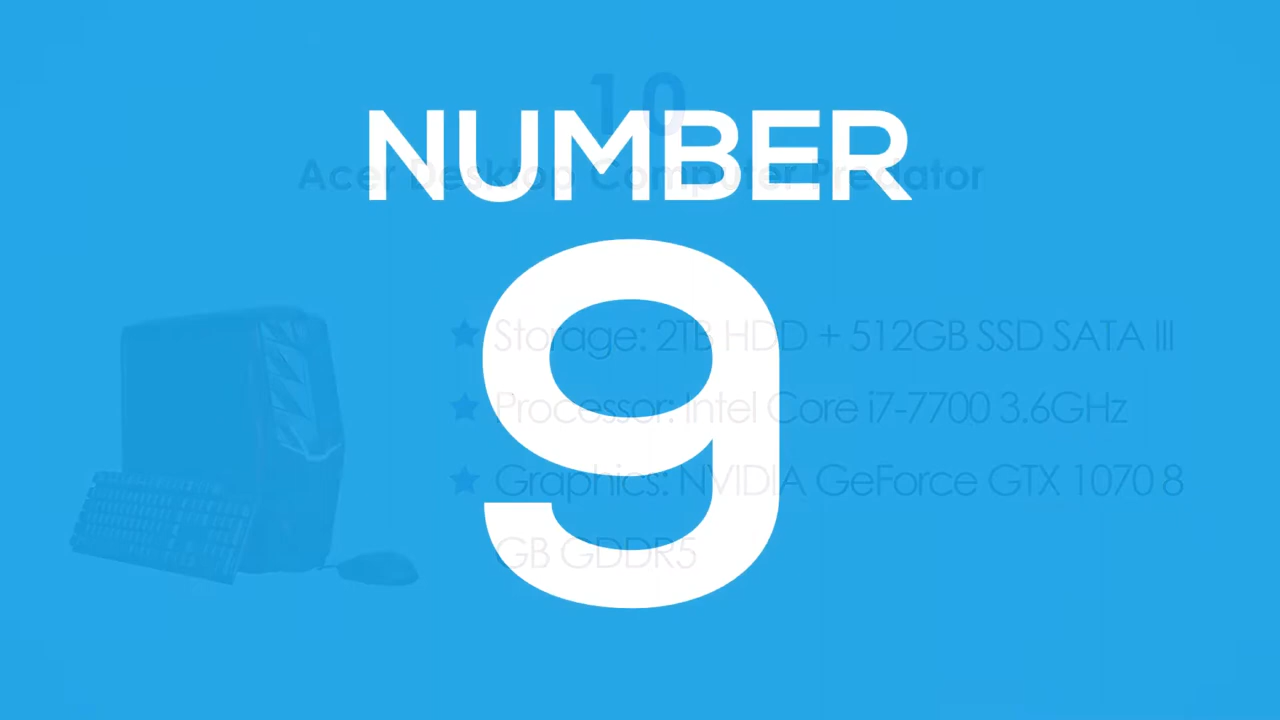 10
NUMBER
Acer Desktop Computer Predator
9
Storage: 2TB HDD + 512GB SSD SATA III
Processor: Intel Core i7-7700 3.6GHz
Graphics: NVIDIA GeForce GTX 1070 8
GB GDDR5